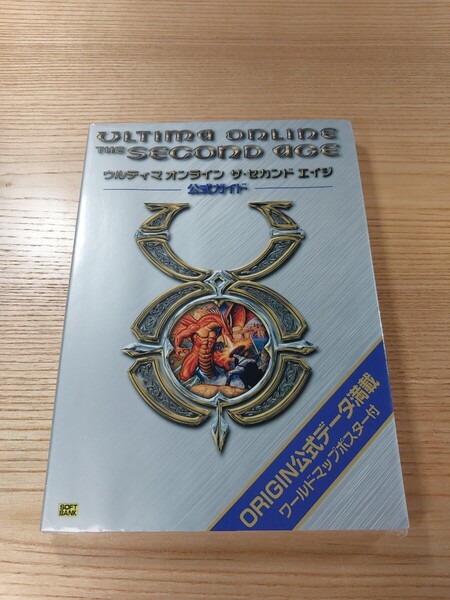 ULTIMA ONLINE
THE SECOND AGE
ウルティマ オンライン ザ・セカンド エイジ
公式ガイド
ORIGIN公式データ満載
ワールドマップポスター付
SOFT
BANK